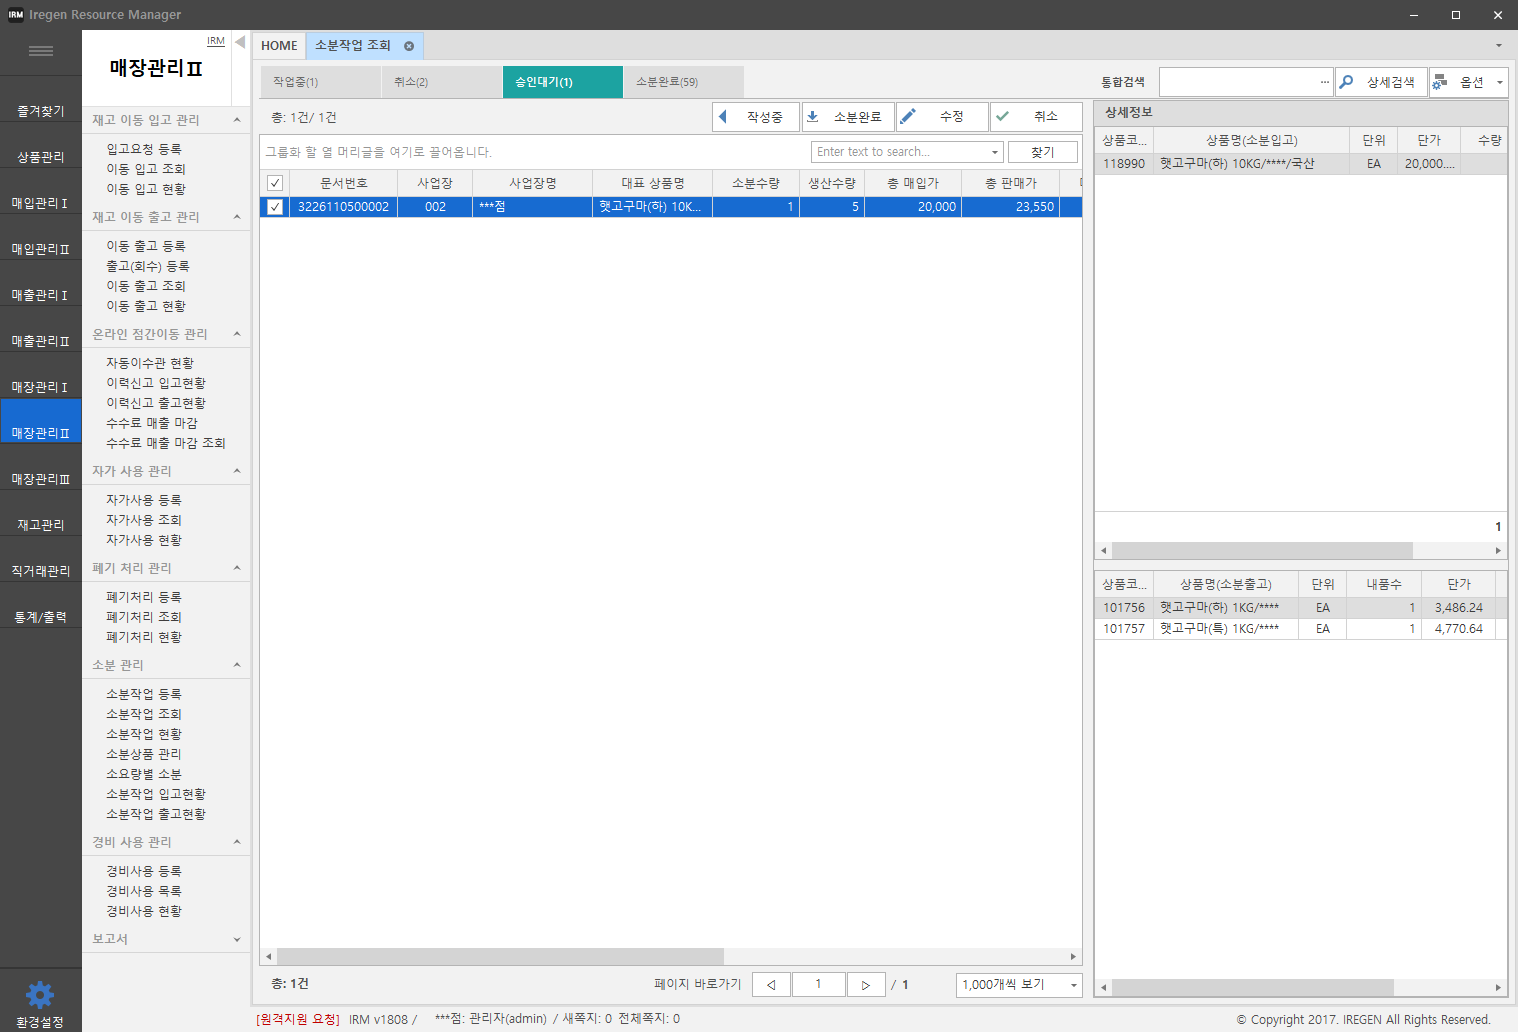 IRM Iregen Resource Manager
즐겨찾기
상품관리
매입관리Ⅰ
매입관리Ⅱ
매출관리Ⅰ
매출관리Ⅱ
매장관리Ⅰ
매장관리Ⅱ
매장관리Ⅲ
재고관리
직거래관리
통계/출력
환경설정
IRM
매장관리Ⅱ
재고 이동 입고 관리
입고요청 등록
이동 입고 조회
이동 입고 현황
재고 이동 출고 관리
이동 출고 등록
출고(회수) 등록
이동 출고 조회
이동 출고 현황
온라인 점간이동 관리
자동이수관 현황
이력신고 입고현황
이력신고 출고현황
수수료 매출 마감
수수료 매출 마감 조회
자가 사용 관리
자가사용 등록
자가사용 조회
자가사용 현황
폐기 처리 관리
폐기처리 등록
폐기처리 조회
폐기처리 현황
소분 관리
소분작업 등록
소분작업 조회
소분작업 현황
소분상품 관리
소요량별 소분
소분작업 입고현황
소분작업 출고현황
경비 사용 관리
경비사용 등록
경비사용 목록
경비사용 현황
보고서
HOME 소분작업 조회
작업중(1) 취소(2) 승인대기(1) 소분완료(59)
통합검색 ... 상세검색 옵션
총: 1건/ 1건 작성중 소분완료 수정 취소
그룹화 할 열 머리글을 여기로 끌어옵니다. Enter text to search... 찾기
문서번호 사업장 사업장명 대표 상품명 소분수량 생산수량 총 매입가 총 판매가
3226110500002 002 ***점 햇고구마(하) 10K... 1 5 20,000 23,550
총: 1건 페이지 바로가기 1 / 1 1,000개씩 보기
상세정보
상품코... 상품명(소분입고) 단위 단가 수량
118990 햇고구마(하) 10KG/****/국산 EA 20,000....
1
상품코... 상품명(소분출고) 단위 내품수 단가
101756 햇고구마(하) 1KG/**** EA 1 3,486.24
101757 햇고구마(특) 1KG/**** EA 1 4,770.64
[원격지원 요청] IRM v1808 / ***점: 관리자(admin) / 새쪽지: 0 전체쪽지: 0
© Copyright 2017. IREGEN All Rights Reserved.